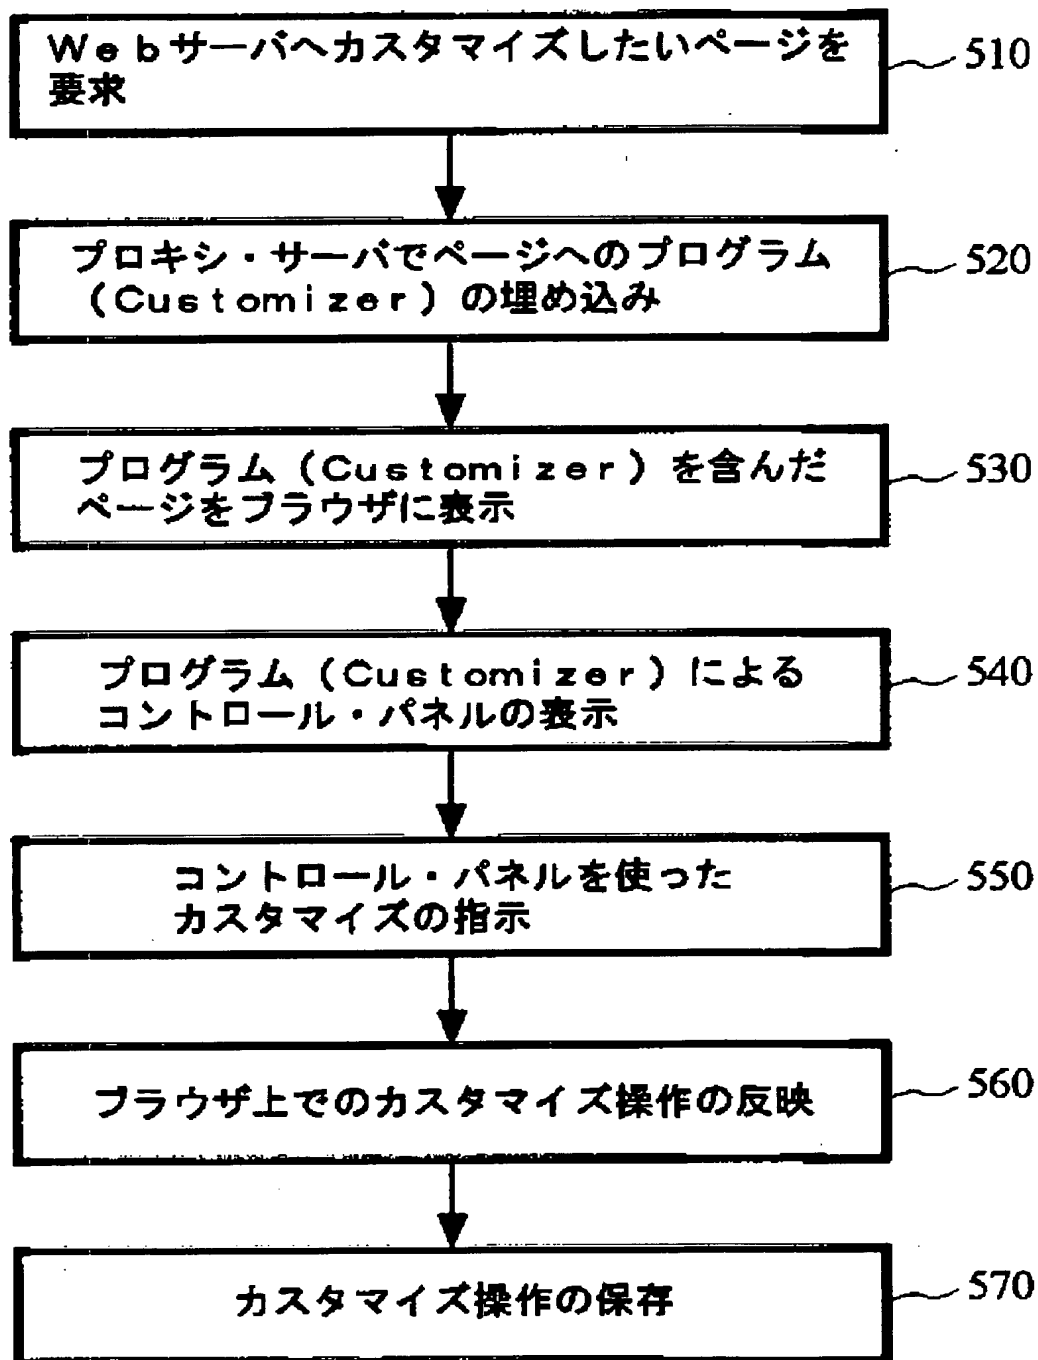 Ｗｅｂサーバへカスタマイズしたいページを
要求
510
プロキシ・サーバでページへのプログラム
（Customizer）の埋め込み
520
プログラム（Customizer）を含んだ
ページをブラウザに表示
530
プログラム（Customizer）による
コントロール・パネルの表示
540
コントロール・パネルを使った
カスタマイズの指示
550
ブラウザ上でのカスタマイズ操作の反映
560
カスタマイズ操作の保存
570